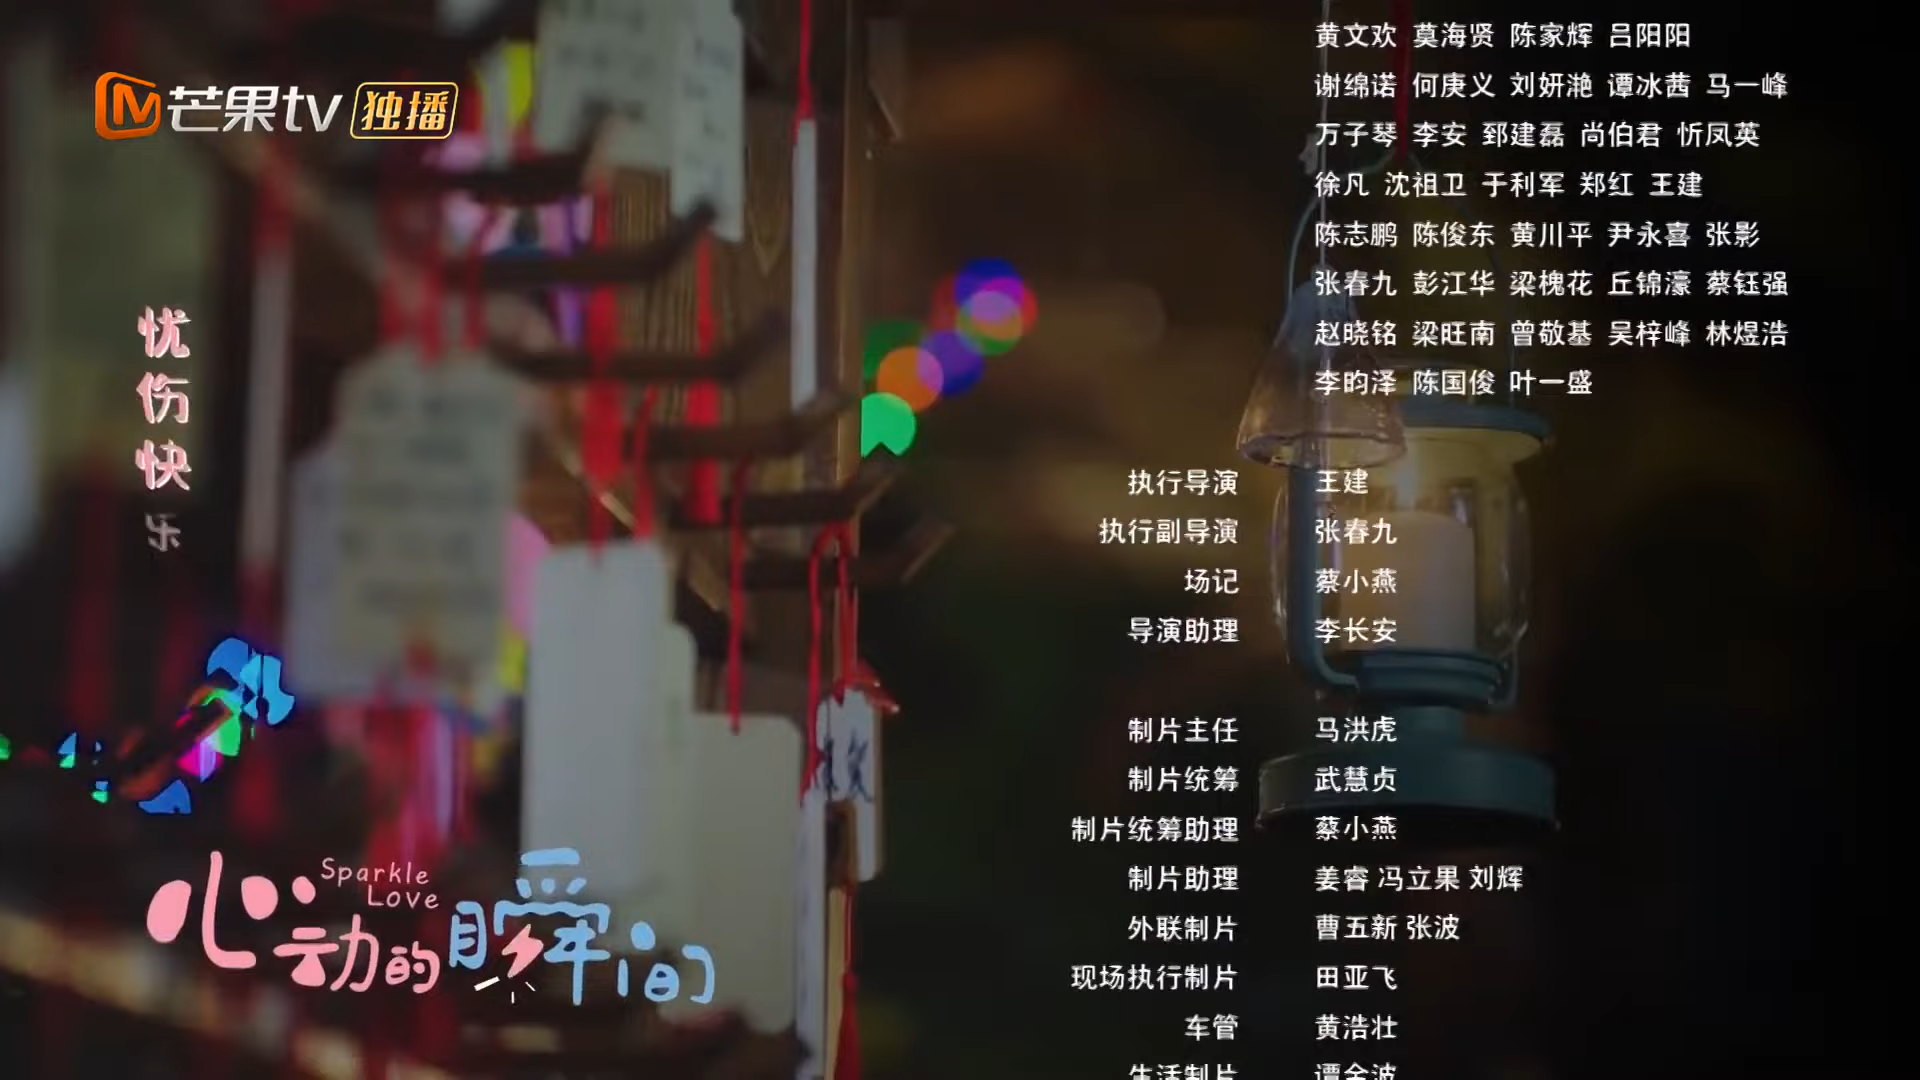 芒果tv 独播
忧伤快乐
Sparkle
Love
心动的瞬间
黄文欢 莫海贤 陈家辉 吕阳阳
谢绵诺 何庚义 刘妍滟 谭冰茜 马一峰
万子琴 李安 郅建磊 尚伯君 忻凤英
徐凡 沈祖卫 于利军 郑红 王建
陈志鹏 陈俊东 黄川平 尹永喜 张影
张春九 彭江华 梁槐花 丘锦濠 蔡钰强
赵晓铭 梁旺南 曾敬基 吴梓峰 林煜浩
李昀泽 陈国俊 叶一盛
执行导演 王建
执行副导演 张春九
场记 蔡小燕
导演助理 李长安
制片主任 马洪虎
制片统筹 武慧贞
制片统筹助理 蔡小燕
制片助理 姜睿 冯立果 刘辉
外联制片 曹五新 张波
现场执行制片 田亚飞
车管 黄浩壮
生活制片 谭金波